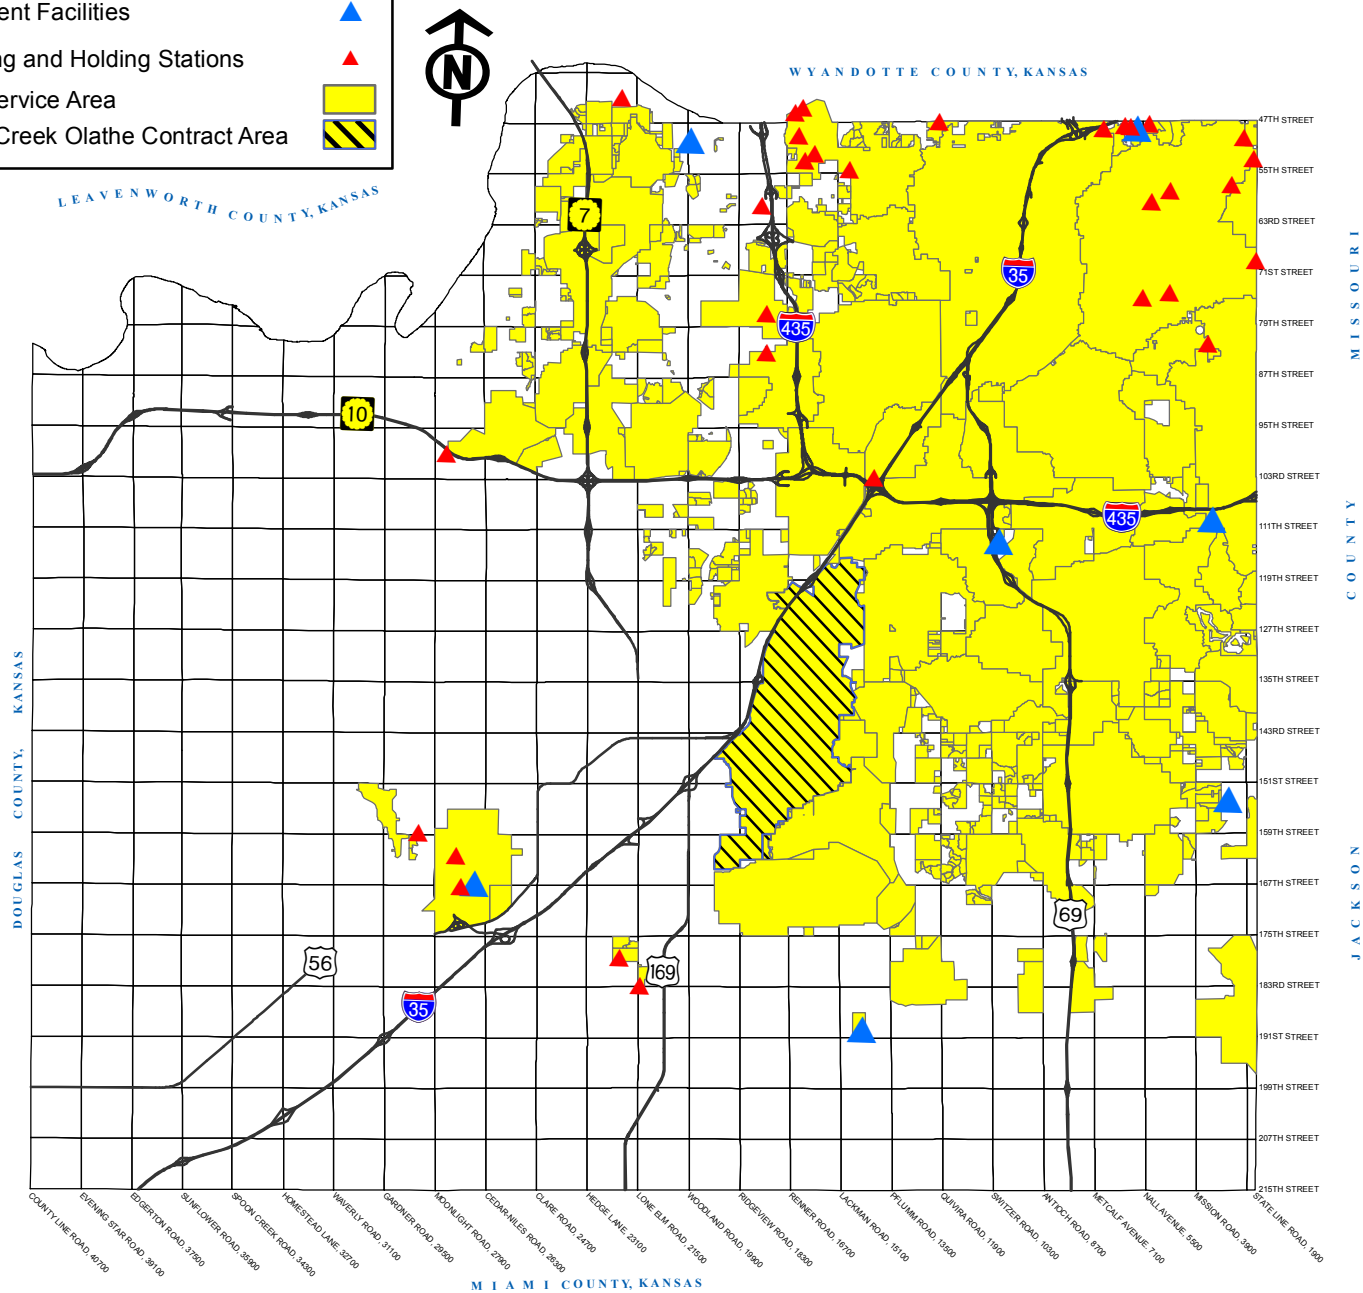 ent Facilities
g and Holding Stations
ervice Area
Creek Olathe Contract Area
N
WYANDOTTE COUNTY, KANSAS
LEAVENWORTH COUNTY, KANSAS
47TH STREET
55TH STREET
63RD STREET
71ST STREET
79TH STREET
87TH STREET
95TH STREET
103RD STREET
111TH STREET
119TH STREET
127TH STREET
135TH STREET
143RD STREET
151ST STREET
159TH STREET
167TH STREET
175TH STREET
183RD STREET
191ST STREET
199TH STREET
207TH STREET
215TH STREET
7
35
435
10
435
69
56
169
35
DOUGLAS COUNTY, KANSAS
JACKSON COUNTY MISSOURI
COUNTY LINE ROAD, 40700
EVENING STAR ROAD, 39100
EDGERTON ROAD, 37500
SUNFLOWER ROAD, 35900
SPOON CREEK ROAD, 34300
HOMESTEAD LANE, 32700
WAVERLY ROAD, 31100
GARDNER ROAD, 29500
MOONLIGHT ROAD, 27900
CEDAR-NILES ROAD, 26300
CLARE ROAD, 24700
HEDGE LANE, 23100
LONE ELM ROAD, 21500
WOODLAND ROAD, 19900
RIDGEVIEW ROAD, 18300
RENNER ROAD, 16700
LACKMAN ROAD, 15100
PFLUMM ROAD, 13500
QUIVIRA ROAD, 11900
SWITZER ROAD, 10300
ANTIOCH ROAD, 8700
METCALF AVENUE, 7100
NALL AVENUE, 5500
MISSION ROAD, 3900
STATE LINE ROAD, 1900
MIAMI COUNTY, KANSAS